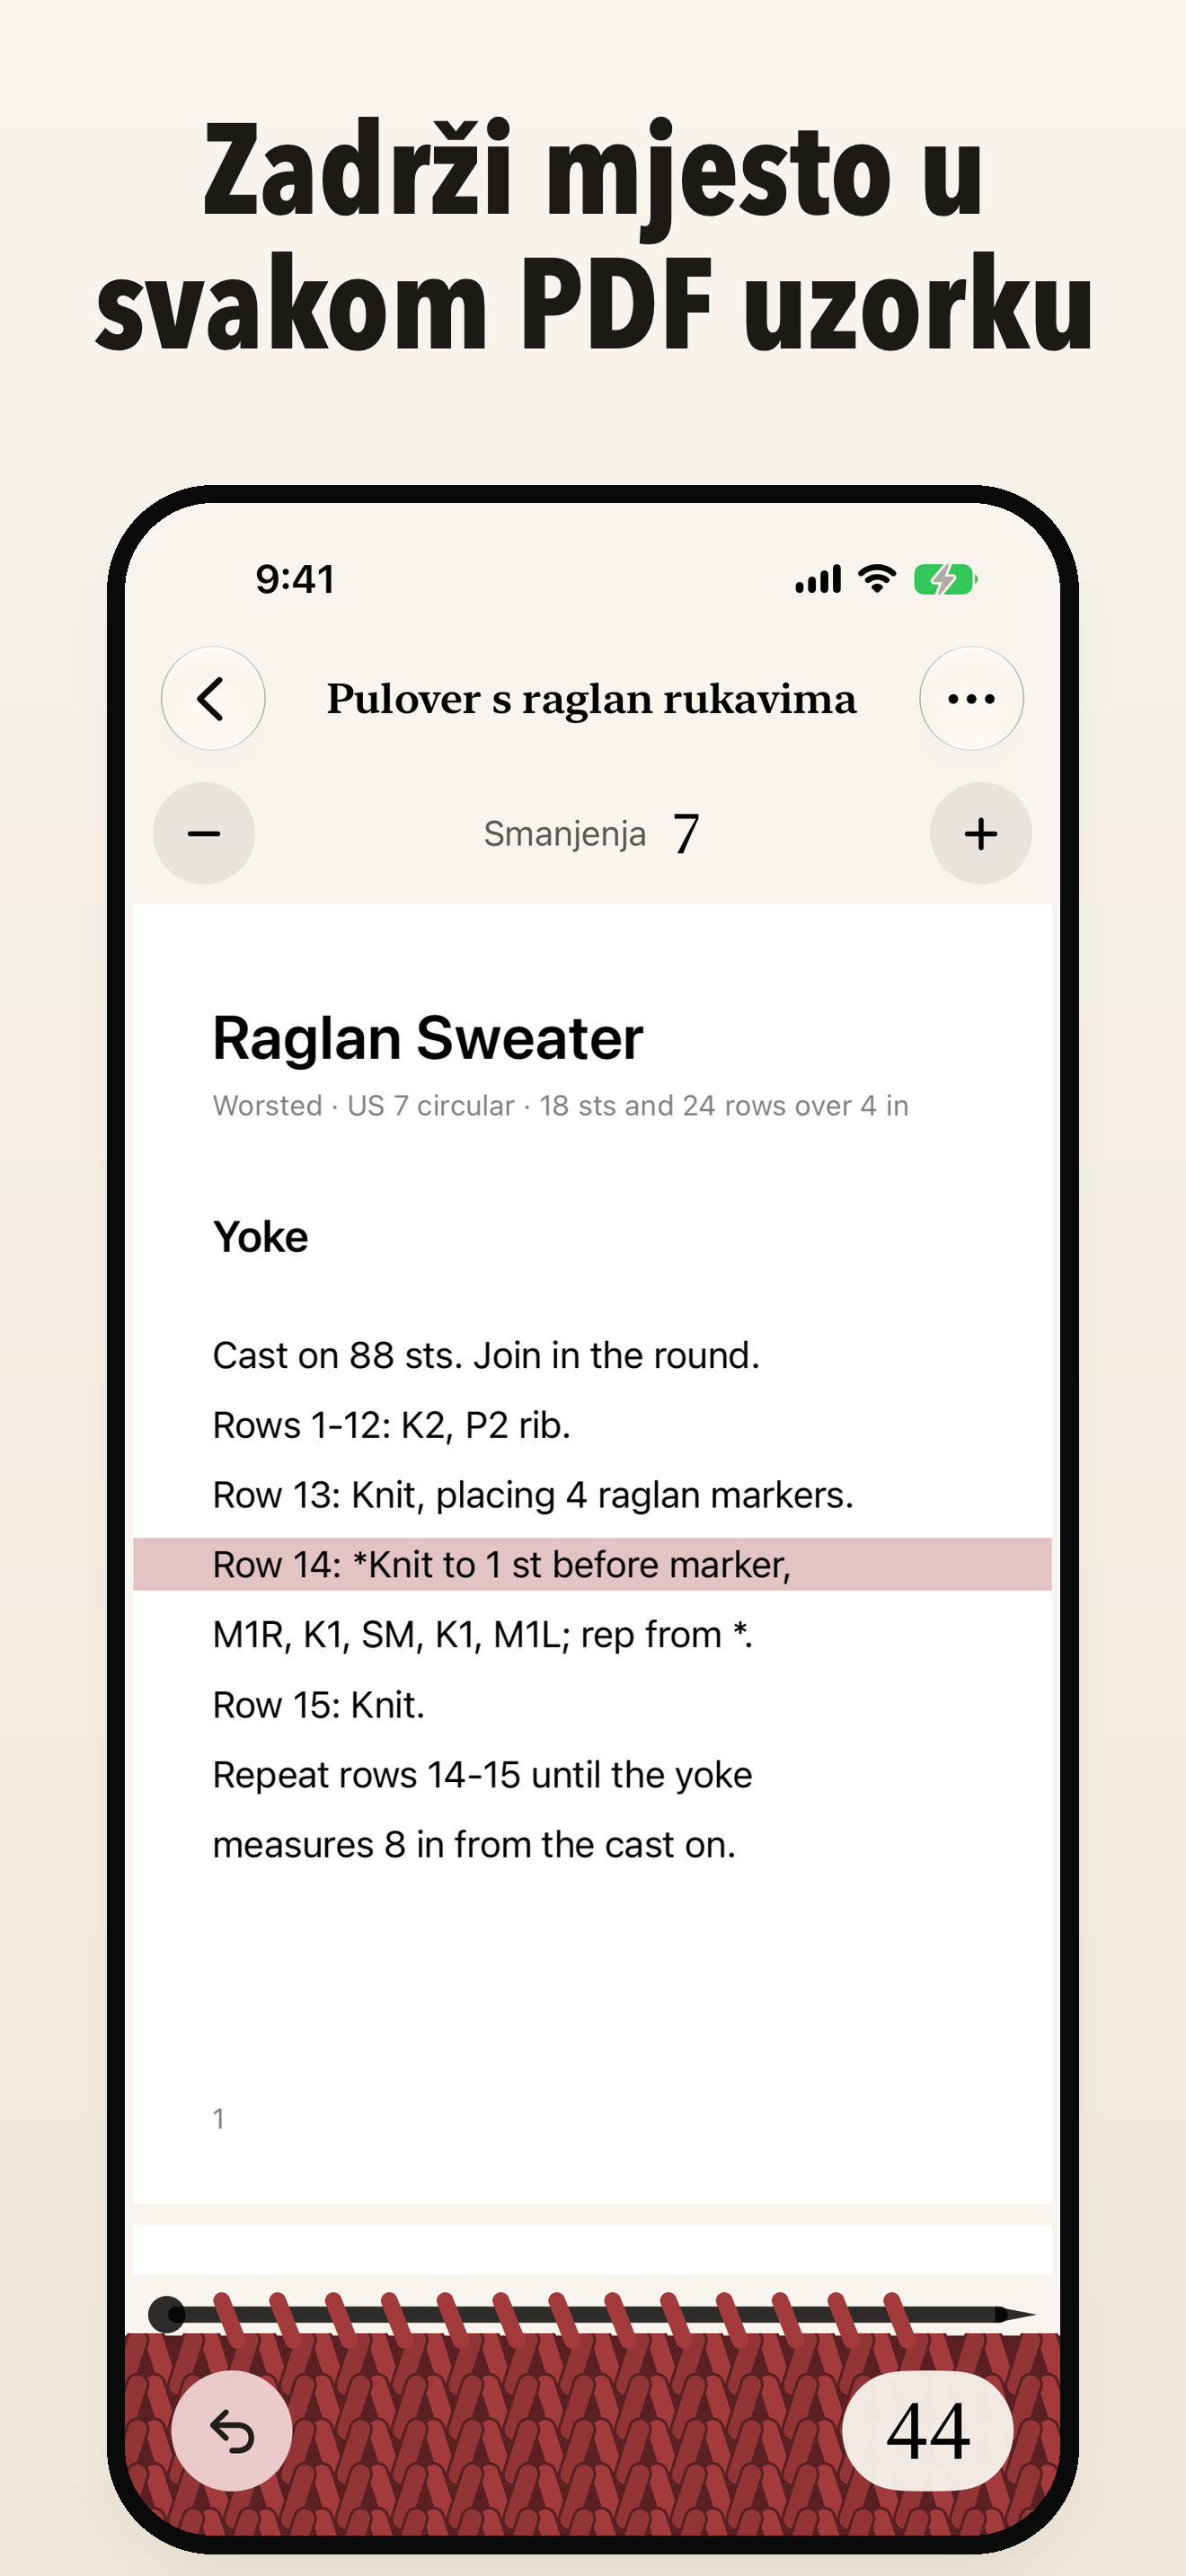 Zadrži mjesto u
svakom PDF uzorku
9:41
Pulover s raglan rukavima
Smanjenja 7
Raglan Sweater
Worsted · US 7 circular · 18 sts and 24 rows over 4 in
Yoke
Cast on 88 sts. Join in the round.
Rows 1-12: K2, P2 rib.
Row 13: Knit, placing 4 raglan markers.
Row 14: *Knit to 1 st before marker,
M1R, K1, SM, K1, M1L; rep from *.
Row 15: Knit.
Repeat rows 14-15 until the yoke
measures 8 in from the cast on.
1
44